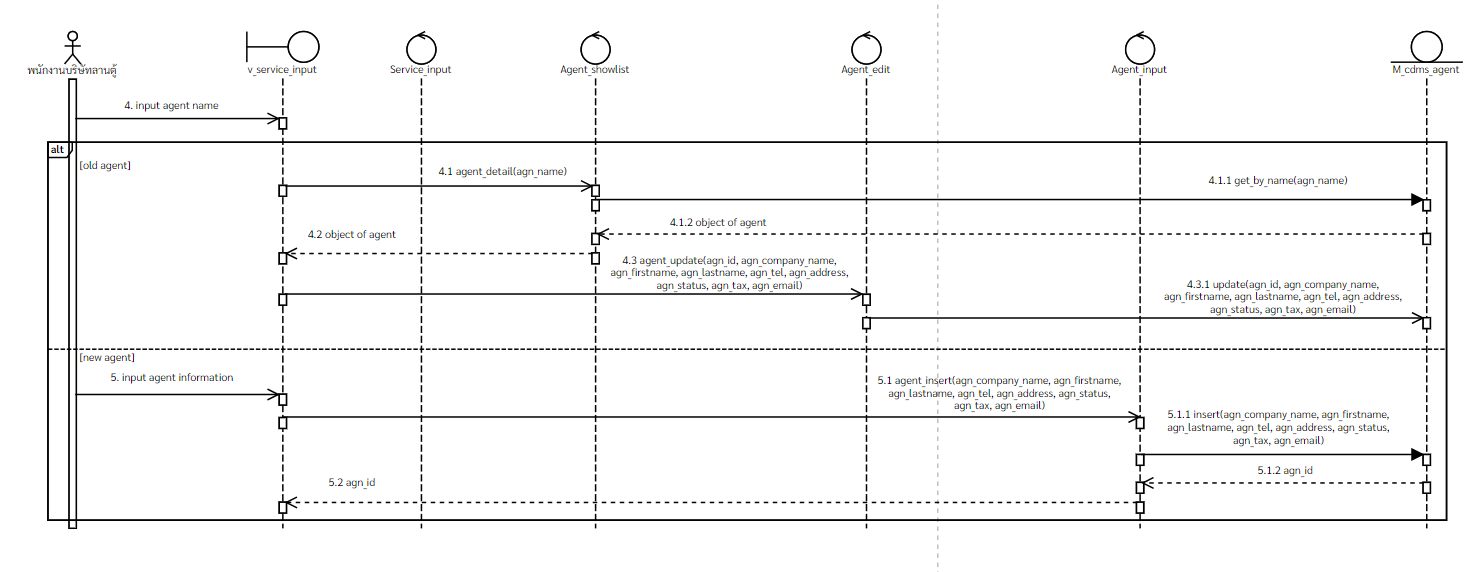 พนักงานบริษัทลานตู้
v_service_input
Service_input
Agent_showlist
Agent_edit
Agent_input
M_cdms_agent
4. input agent name
alt
[old agent]
4.1 agent_detail(agn_name)
4.1.1 get_by_name(agn_name)
4.1.2 object of agent
4.2 object of agent
4.3 agent_update(agn_id, agn_company_name,
agn_firstname, agn_lastname, agn_tel, agn_address,
agn_status, agn_tax, agn_email)
4.3.1 update(agn_id, agn_company_name,
agn_firstname, agn_lastname, agn_tel, agn_address,
agn_status, agn_tax, agn_email)
[new agent]
5. input agent information
5.1 agent_insert(agn_company_name, agn_firstname,
agn_lastname, agn_tel, agn_address, agn_status,
agn_tax, agn_email)
5.1.1 insert(agn_company_name, agn_firstname,
agn_lastname, agn_tel, agn_address, agn_status,
agn_tax, agn_email)
5.1.2 agn_id
5.2 agn_id